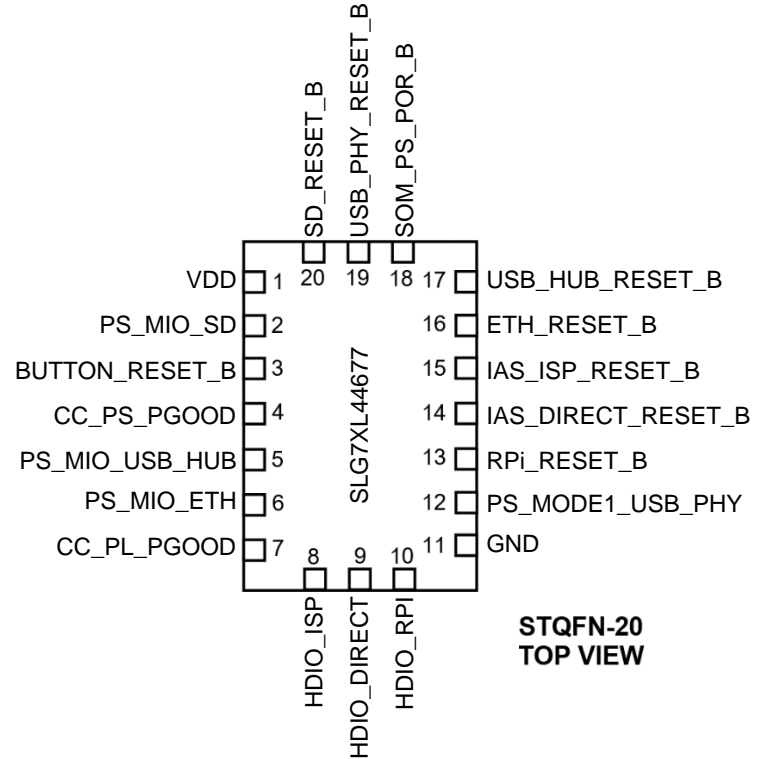 SD_RESET_B
USB_PHY_RESET_B
SOM_PS_POR_B
20
19
18
VDD
1
PS_MIO_SD
2
BUTTON_RESET_B
3
CC_PS_PGOOD
4
PS_MIO_USB_HUB
5
PS_MIO_ETH
6
CC_PL_PGOOD
7
SLG7XL44677
17
USB_HUB_RESET_B
16
ETH_RESET_B
15
IAS_ISP_RESET_B
14
IAS_DIRECT_RESET_B
13
RPi_RESET_B
12
PS_MODE1_USB_PHY
11
GND
8
9
10
HDIO_ISP
HDIO_DIRECT
HDIO_RPI
STQFN-20
TOP VIEW